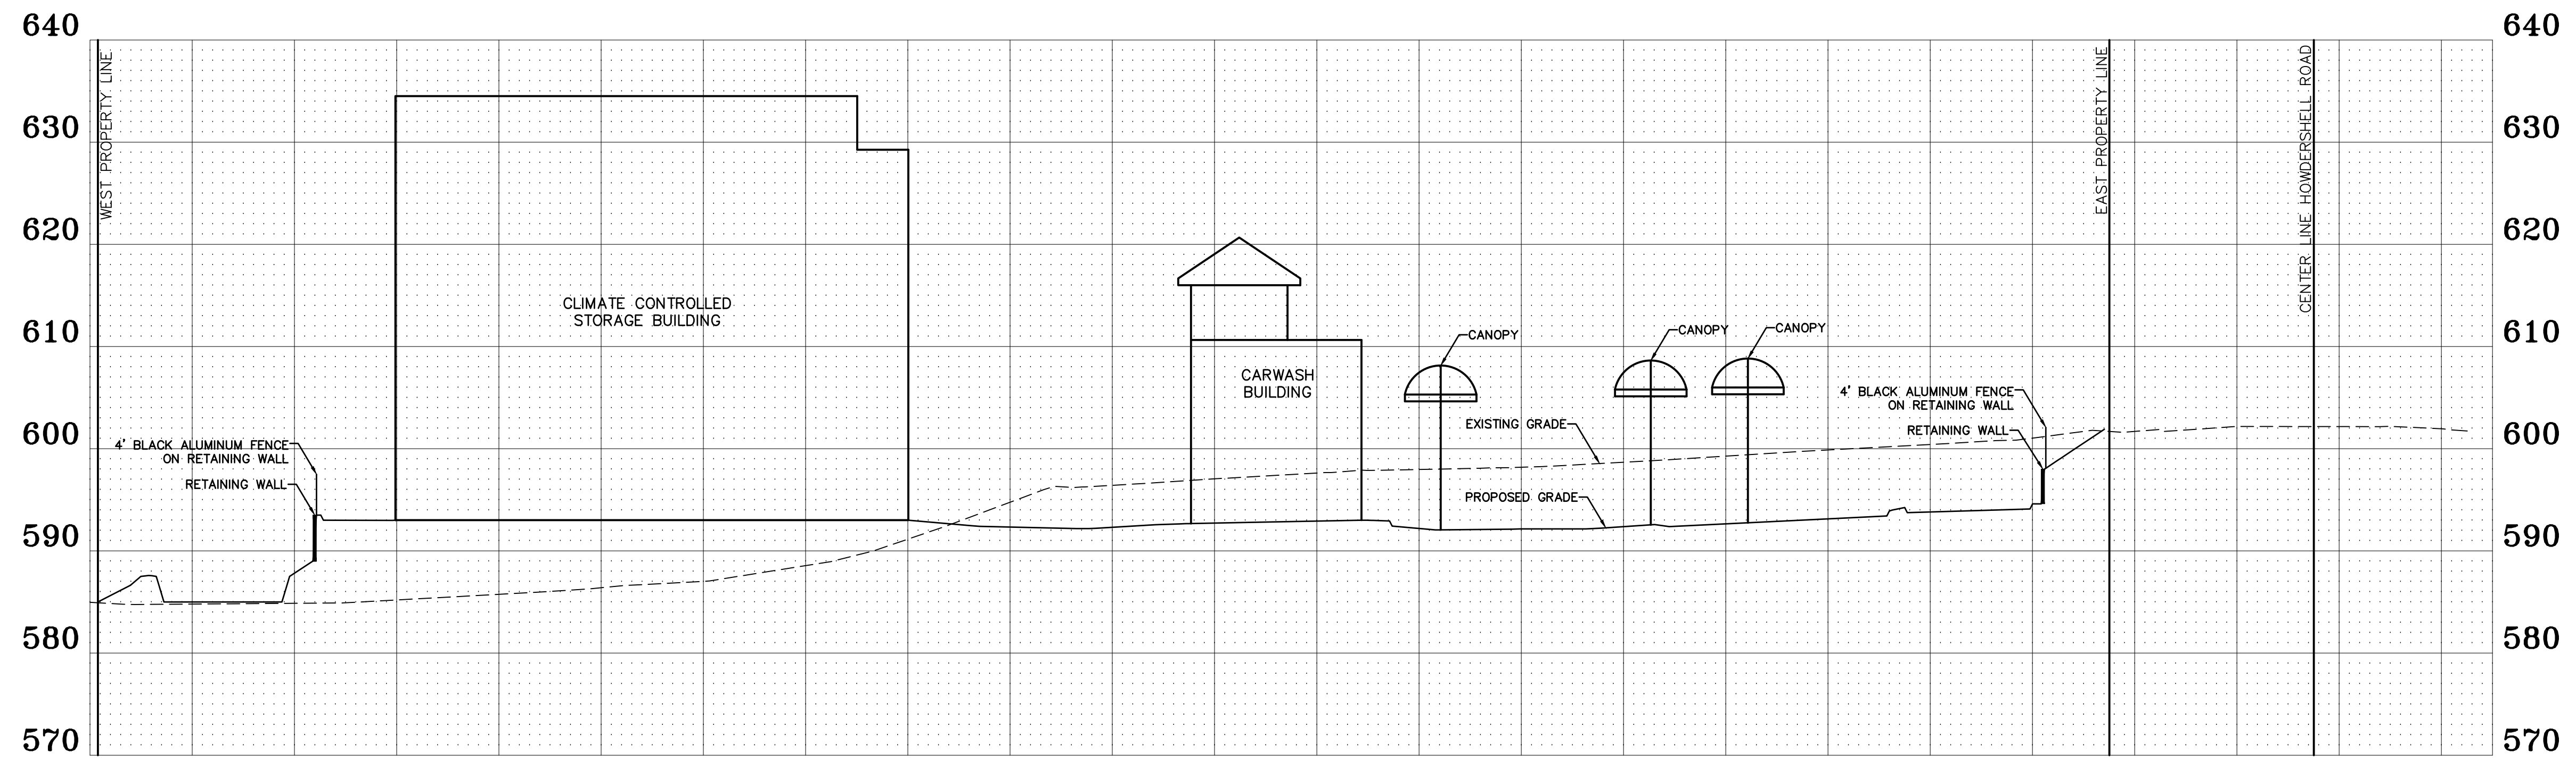 640
640
WEST PROPERTY LINE
EAST PROPERTY LINE
CENTER LINE HOWDERSHELL ROAD
630
630
620
620
CLIMATE CONTROLLED
STORAGE BUILDING
610
610
CANOPY
CANOPY
CANOPY
CARWASH
BUILDING
4' BLACK ALUMINUM FENCE
ON RETAINING WALL
RETAINING WALL
EXISTING GRADE
600
600
4' BLACK ALUMINUM FENCE
ON RETAINING WALL
RETAINING WALL
PROPOSED GRADE
590
590
580
580
570
570